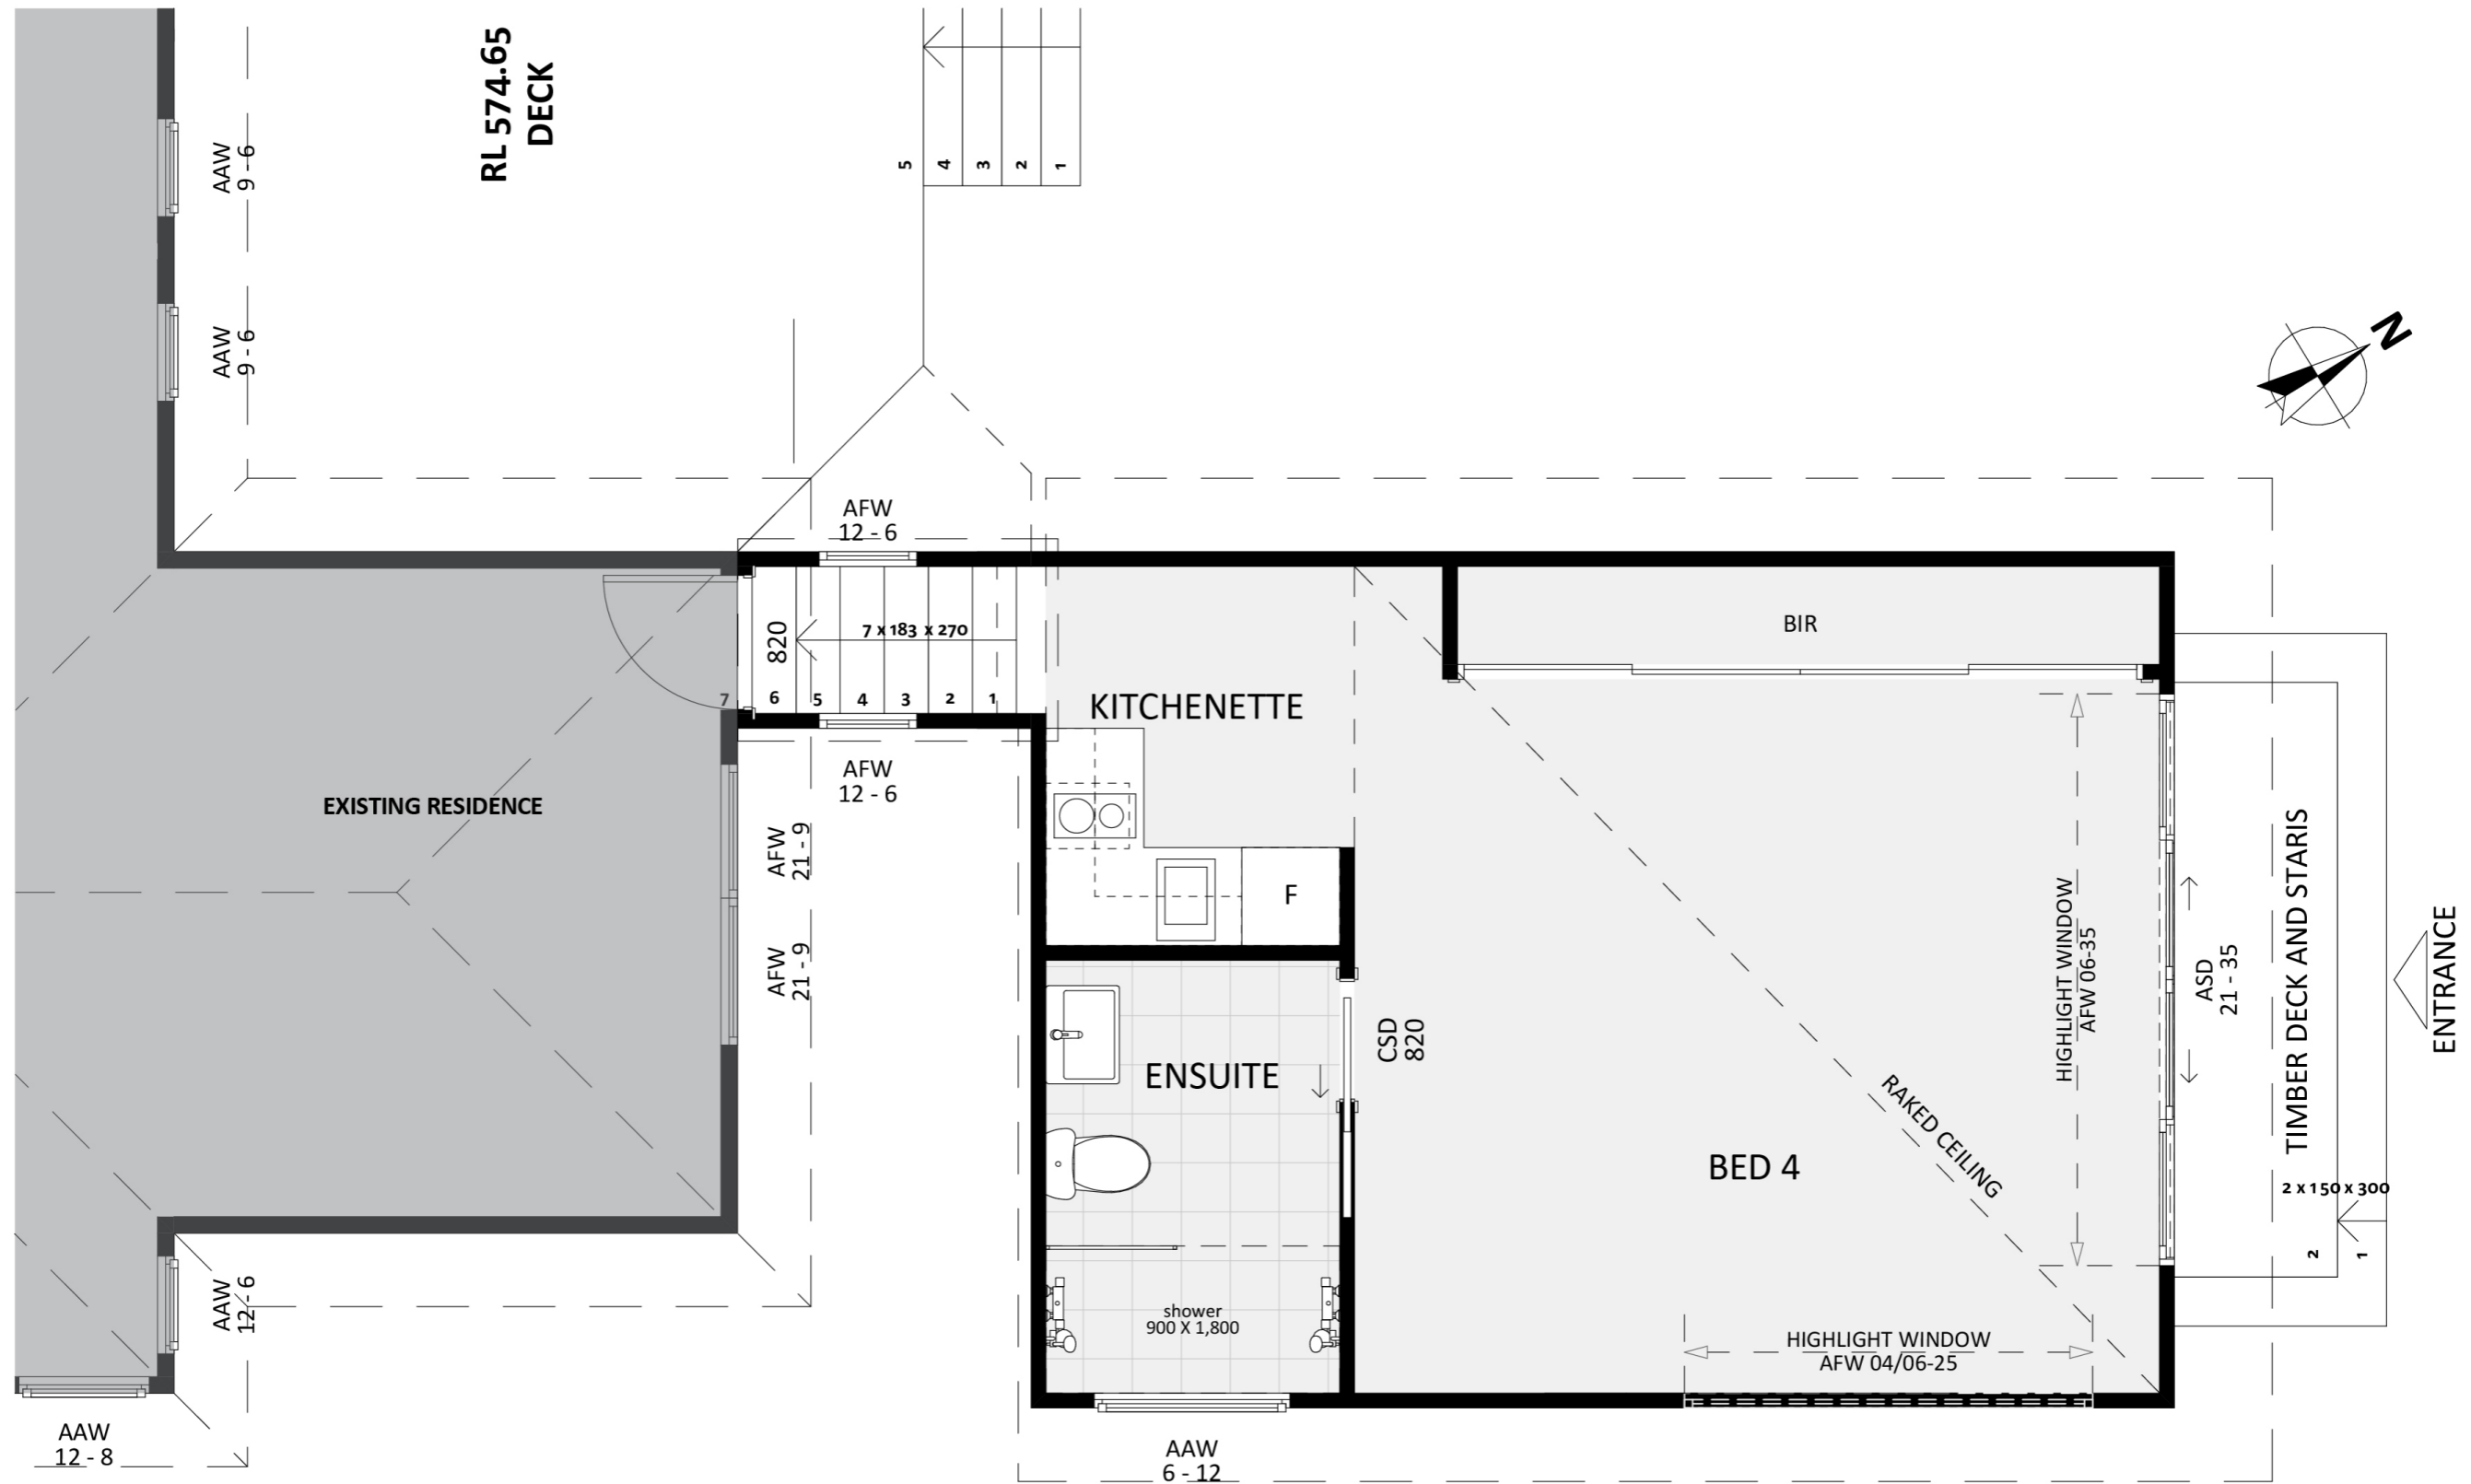 RL 574.65
DECK
AAW
9 - 6
5
4
3
2
1
N
AAW
9 - 6
AFW
12 - 6
BIR
820
7 x 183 x 270
7
6
5
4
3
2
1
KITCHENETTE
AFW
12 - 6
EXISTING RESIDENCE
AFW
21 - 9
F
HIGHLIGHT WINDOW
AFW 06-35
TIMBER DECK AND STARIS
AFW
21 - 9
ASD
21 - 35
ENTRANCE
CSD
820
ENSUITE
RAKED CEILING
BED 4
2 x 150 x 300
2
1
AAW
12 - 6
shower
900 X 1,800
HIGHLIGHT WINDOW
AFW 04/06-25
AAW
12 - 8
AAW
6 - 12